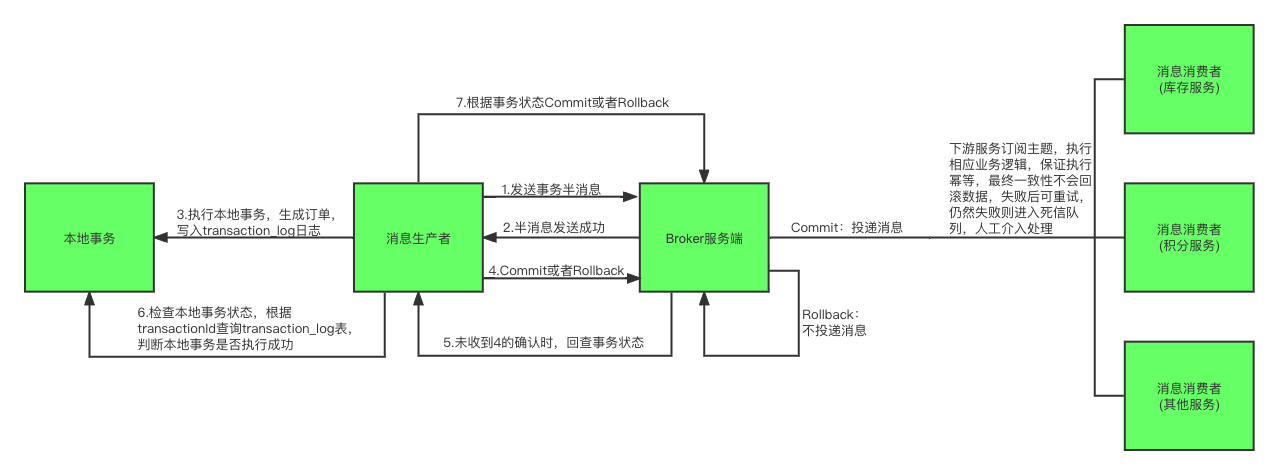 消息消费者
(库存服务)
7.根据事务状态Commit或者Rollback
下游服务订阅主题，执行
相应业务逻辑，保证执行
幂等，最终一致性不会回
滚数据，失败后可重试，
仍然失败则进入死信队
列，人工介入处理
1.发送事务半消息
3.执行本地事务，生成订单，
写入transaction_log日志
2.半消息发送成功
本地事务
消息生产者
Broker服务端
Commit：投递消息
消息消费者
(积分服务)
4.Commit或者Rollback
6.检查本地事务状态，根据
transactionId查询transaction_log表，
判断本地事务是否执行成功
5.未收到4的确认时，回查事务状态
Rollback：
不投递消息
消息消费者
(其他服务)